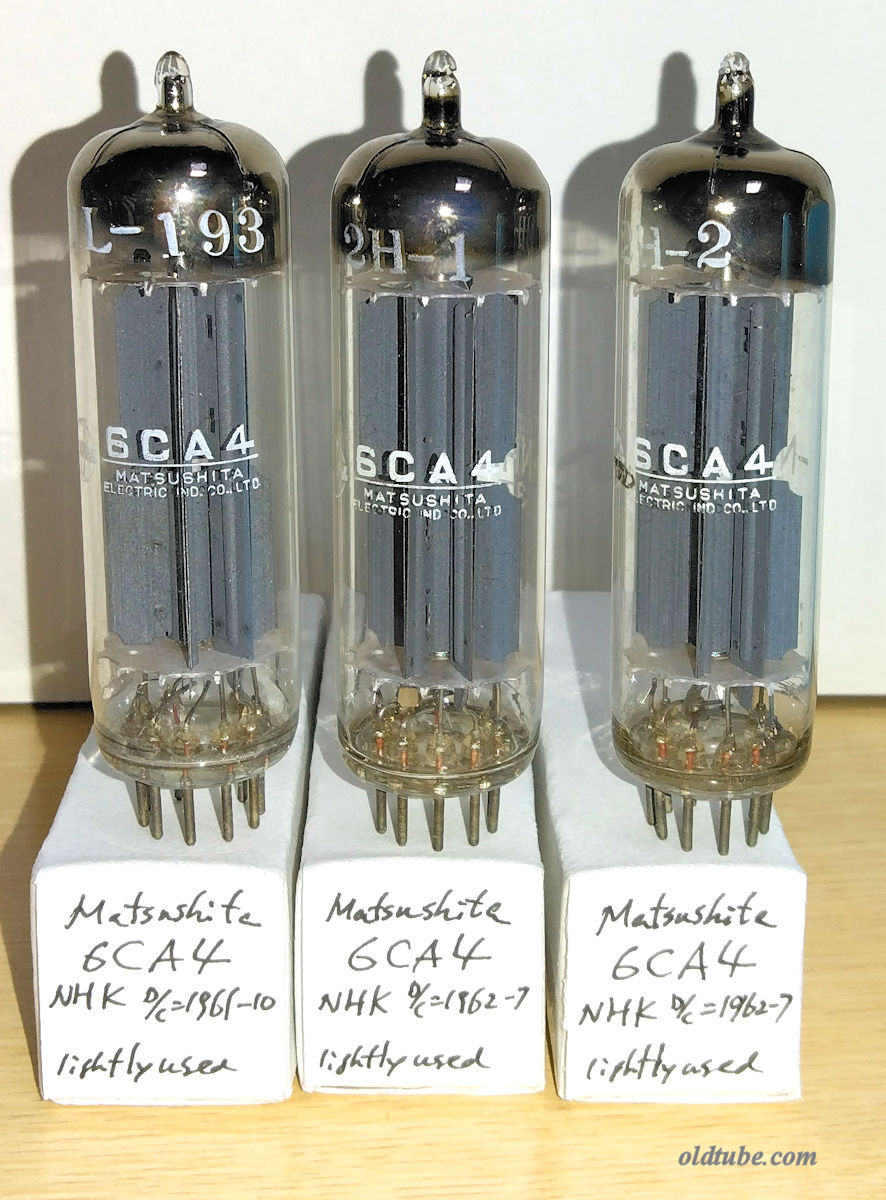 L-193
2H-1
H-2
6CA4
MATSUSHITA
ELECTRIC IND. CO., LTD
6CA4
MATSUSHITA
ELECTRIC IND CO., LTD
6CA4
MATSUSHITA
ELECTRIC IND CO., LTD
Matsushita
6CA4
NHK D/C=1961-10
lightly used
Matsushita
6CA4
NHK D/C=1962-7
lightly used
Matsushita
6CA4
NHK D/C=1962-7
lightly used
oldtube.com